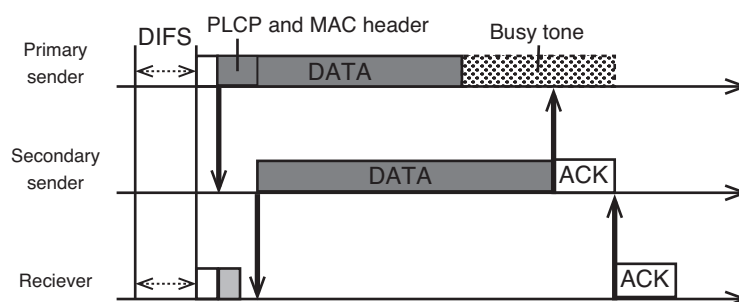 PLCP and MAC header
DIFS
Busy tone
Primary
sender
DATA
Secondary
sender
DATA
ACK
Reciever
ACK